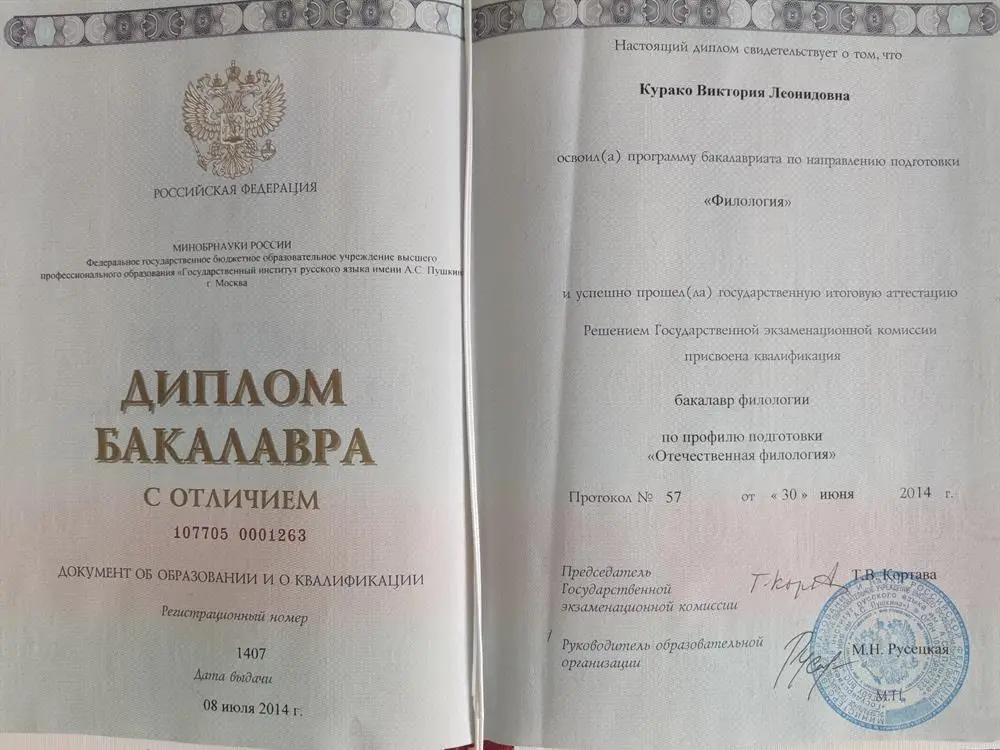 РОССИЙСКАЯ ФЕДЕРАЦИЯ
МИНОБРНАУКИ РОССИИ
Федеральное государственное бюджетное образовательное учреждение высшего
профессионального образования «Государственный институт русского языка имени А.С. Пушкин
г. Москва
ДИПЛОМ
БАКАЛАВРА
С ОТЛИЧИЕМ
107705 0001263
ДОКУМЕНТ ОБ ОБРАЗОВАНИИ И О КВАЛИФИКАЦИИ
Регистрационный номер
1407
Дата выдачи
08 июля 2014 г.
Настоящий диплом свидетельствует о том, что
Курако Виктория Леонидовна
освоил(а) программу бакалавриата по направлению подготовки
«Филология»
и успешно прошел(ла) государственную итоговую аттестацию
Решением Государственной экзаменационной комиссии
присвоена квалификация
бакалавр филологии
по профилю подготовки
«Отечественная филология»
Протокол № 57 от « 30 » июня 2014 г.
Председатель
Государственной
экзаменационной комиссии
Т.В. Кортава
Руководитель образовательной
организации
М.Н. Русецкая
М.П.